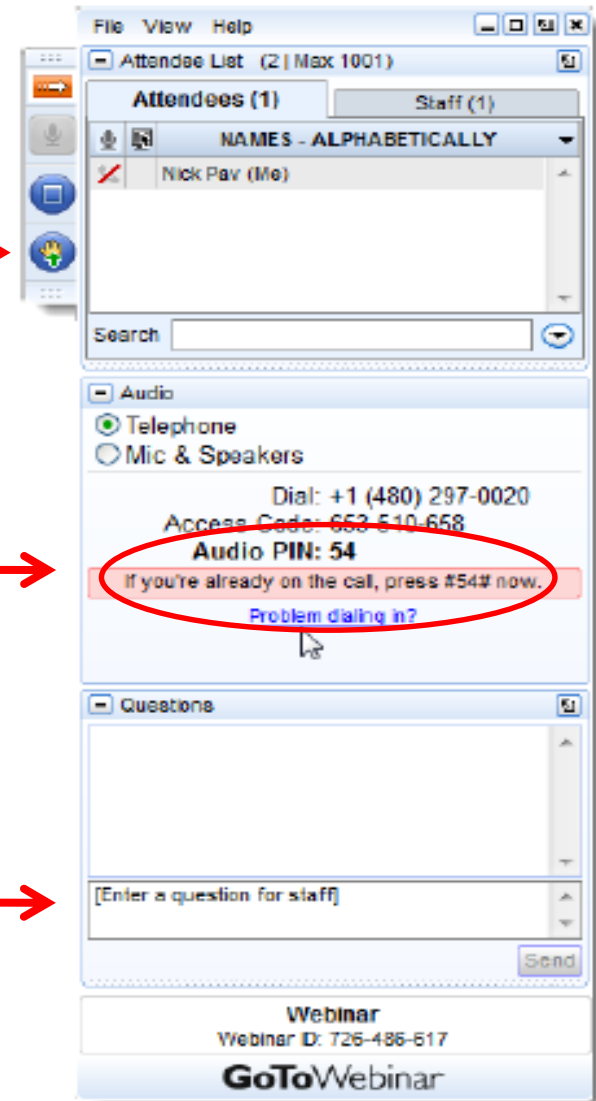 File View Help
Attendee List (2 | Max 1001)
Attendees (1) Staff (1)
NAMES - ALPHABETICALLY
Nick Pav (Me)
Search
Audio
Telephone
Mic & Speakers
Dial: +1 (480) 297-0020
Access Code: 653-510-658
Audio PIN: 54
If you're already on the call, press #54# now.
Problem dialing in?
Questions
[Enter a question for staff]
Send
Webinar
Webinar ID: 726-486-617
GoToWebinar